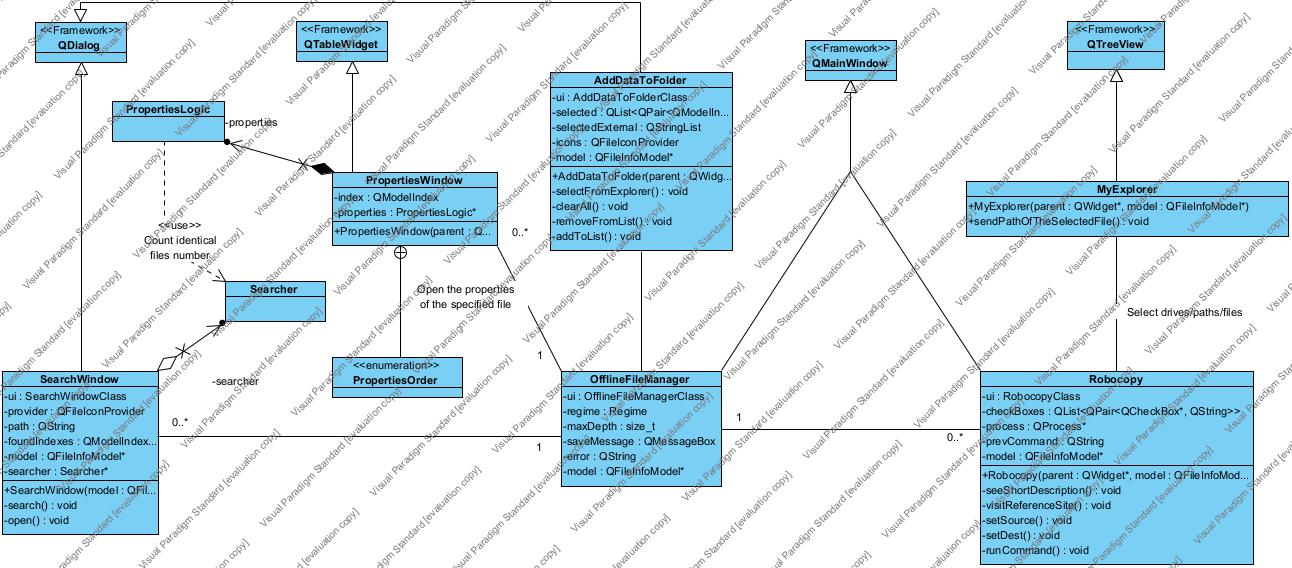 <<Framework>>
QDialog
<<Framework>>
QTableWidget
<<Framework>>
QMainWindow
<<Framework>>
QTreeView
PropertiesLogic
-properties
AddDataToFolder
-ui : AddDataToFolderClass
-selected : QList<QPair<QModelIn...
-selectedExternal : QStringList
-icons : QFileIconProvider
-model : QFileInfoModel*
+AddDataToFolder(parent : QWidg...
-selectFromExplorer() : void
-clearAll() : void
-removeFromList() : void
-addToList() : void
PropertiesWindow
-index : QModelIndex
-properties : PropertiesLogic*
+PropertiesWindow(parent : Q...
0..*
MyExplorer
+MyExplorer(parent : QWidget*, model : QFileInfoModel*)
+sendPathOfTheSelectedFile() : void
<<use>>
Count identical
files number
Searcher
Open the properties
of the specified file
1
Select drives/paths/files
<<enumeration>>
PropertiesOrder
-searcher
SearchWindow
-ui : SearchWindowClass
-provider : QFileIconProvider
-path : QString
-foundIndexes : QModelIndex...
-model : QFileInfoModel*
-searcher : Searcher*
+SearchWindow(model : QFil...
-search() : void
-open() : void
0..*
1
OfflineFileManager
-ui : OfflineFileManagerClass
-regime : Regime
-maxDepth : size_t
-saveMessage : QMessageBox
-error : QString
-model : QFileInfoModel*
1
0..*
Robocopy
-ui : RobocopyClass
-checkBoxes : QList<QPair<QCheckBox*, QString>>
-process : QProcess*
-prevCommand : QString
-model : QFileInfoModel*
+Robocopy(parent : QWidget*, model : QFileInfoMod...
-seeShortDescription() : void
-visitReferenceSite() : void
-setSource() : void
-setDest() : void
-runCommand() : void
Visual Paradigm Standard [evaluation copy]